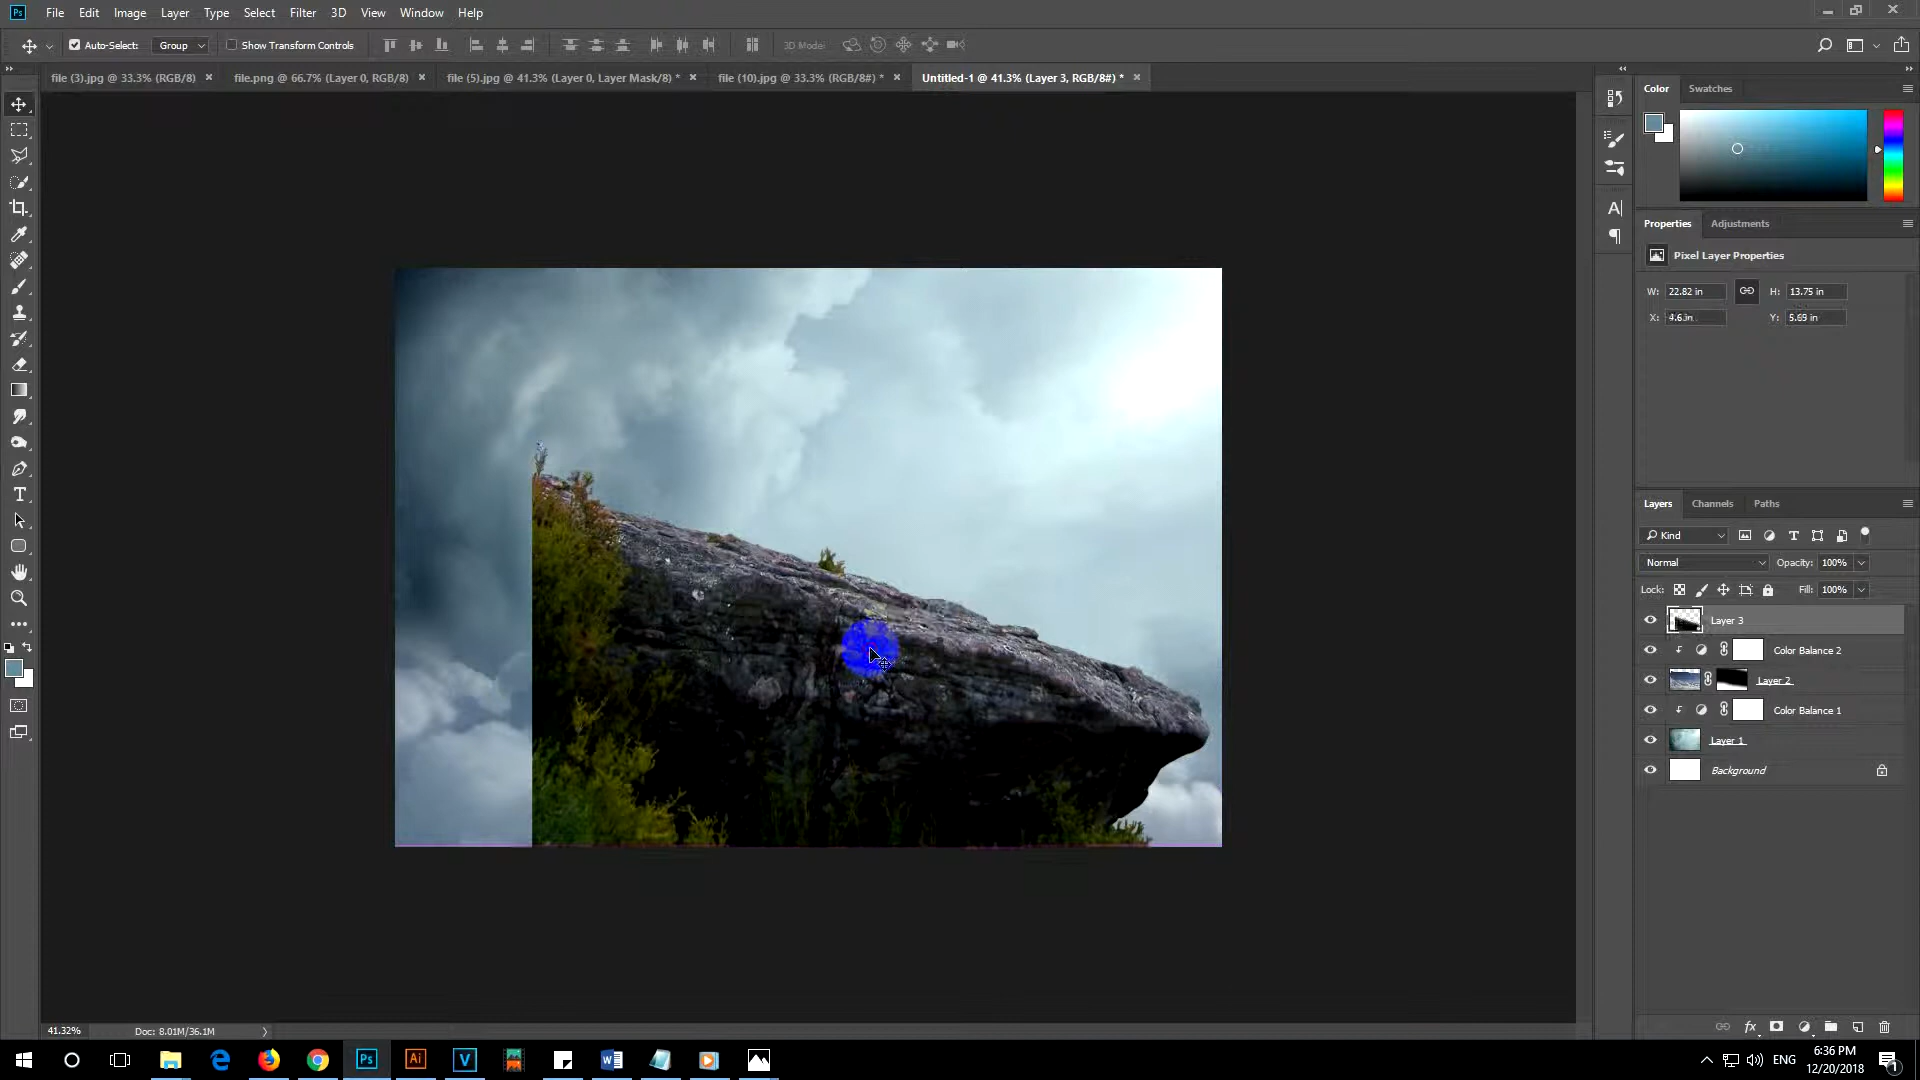 Ps File Edit Image Layer Type Select Filter 3D View Window Help
Auto-Select: Group Show Transform Controls 3D Mode:
file (3).jpg @ 33.3% (RGB/8) × file.png @ 66.7% (Layer 0, RGB/8) × file (5).jpg @ 41.3% (Layer 0, Layer Mask/8) * × file (10).jpg @ 33.3% (RGB/8#) * × Untitled-1 @ 41.3% (Layer 3, RGB/8#) * ×
Color Swatches
Properties Adjustments
Pixel Layer Properties
W: 22.82 in H: 13.75 in
X: 4.6 in Y: 5.69 in
Layers Channels Paths
Kind
Normal Opacity: 100%
Lock: Fill: 100%
Layer 3
Color Balance 2
Layer 2
Color Balance 1
Layer 1
Background
41.32% Doc: 8.01M/36.1M
ENG 6:36 PM
12/20/2018